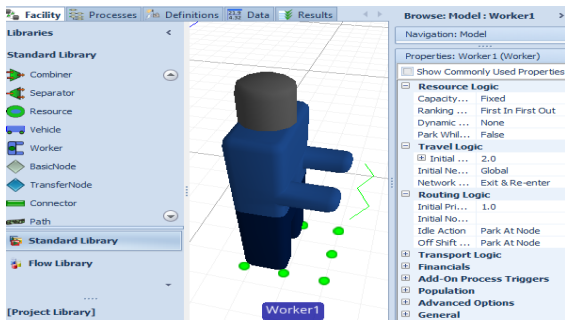 Facility Processes Definitions Data Results
Browse: Model : Worker1 >
Libraries <
Navigation: Model
Standard Library
Properties: Worker1 (Worker)
Combiner
Separator
Resource
Vehicle
Worker
BasicNode
TransferNode
Connector
Path
Standard Library
Flow Library
[Project Library]
Worker1
Show Commonly Used Properties
Resource Logic
Capacity... Fixed
Ranking ... First In First Out
Dynamic ... None
Park Whil... False
Travel Logic
Initial ... 2.0
Initial Ne... Global
Network ... Exit & Re-enter
Routing Logic
Initial Pri... 1.0
Initial No...
Idle Action Park At Node
Off Shift ... Park At Node
Transport Logic
Financials
Add-On Process Triggers
Population
Advanced Options
General